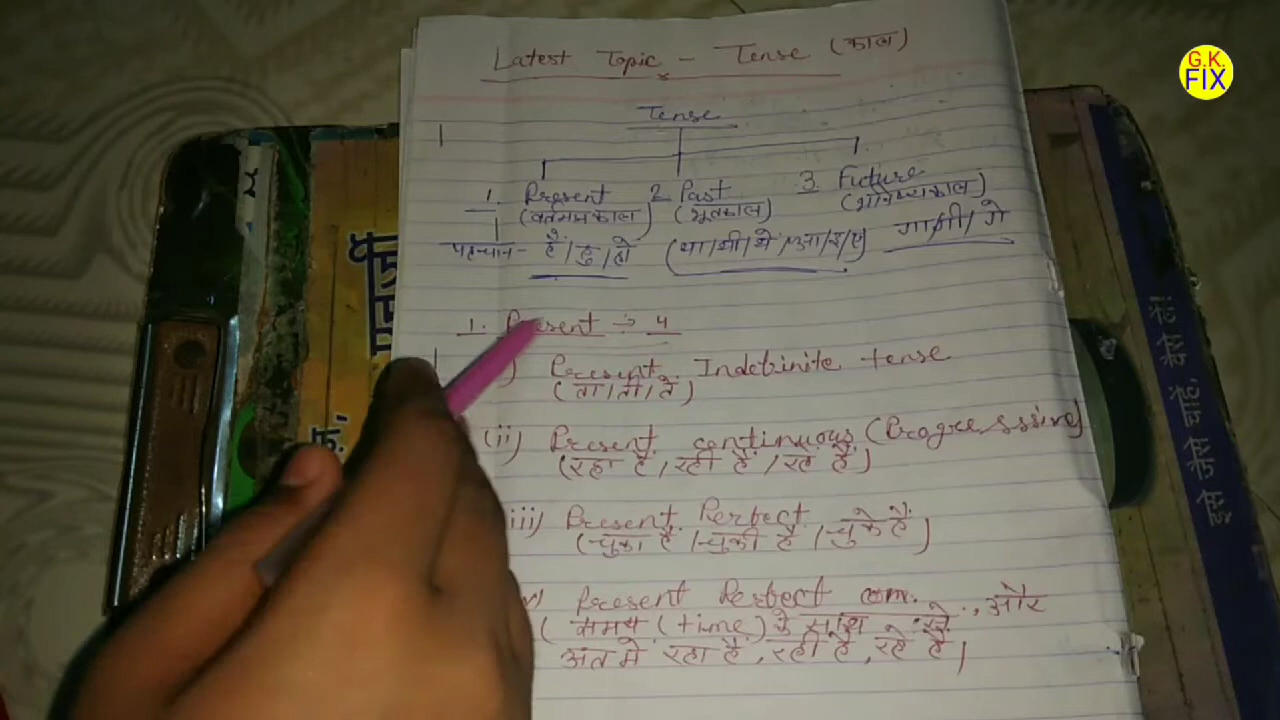 Latest Topic - Tense (काल)
G.K.
FIX
Tense
1. Present 2. Past 3. Future
(वर्तमानकाल) (भूतकाल) (भविष्यकाल)
पहचान - है/हु/हो (था/थी/थे/आ/इ/ए) गा/गी/गे
1. Present ÷ 4
) Present Indefinite tense
(ता/ती/ते)
(ii) Present continuous (Progressive)
(रहा है, रही है, रहे हैं)
iii) Present Perfect
(चुका है/चुकी है/चुके हैं)
Present Perfect con.
(समय (time) के साथ, और
अंत मे रहा है, रही है, रहे है।
इसे जैसे चाहें, वैसे लें!